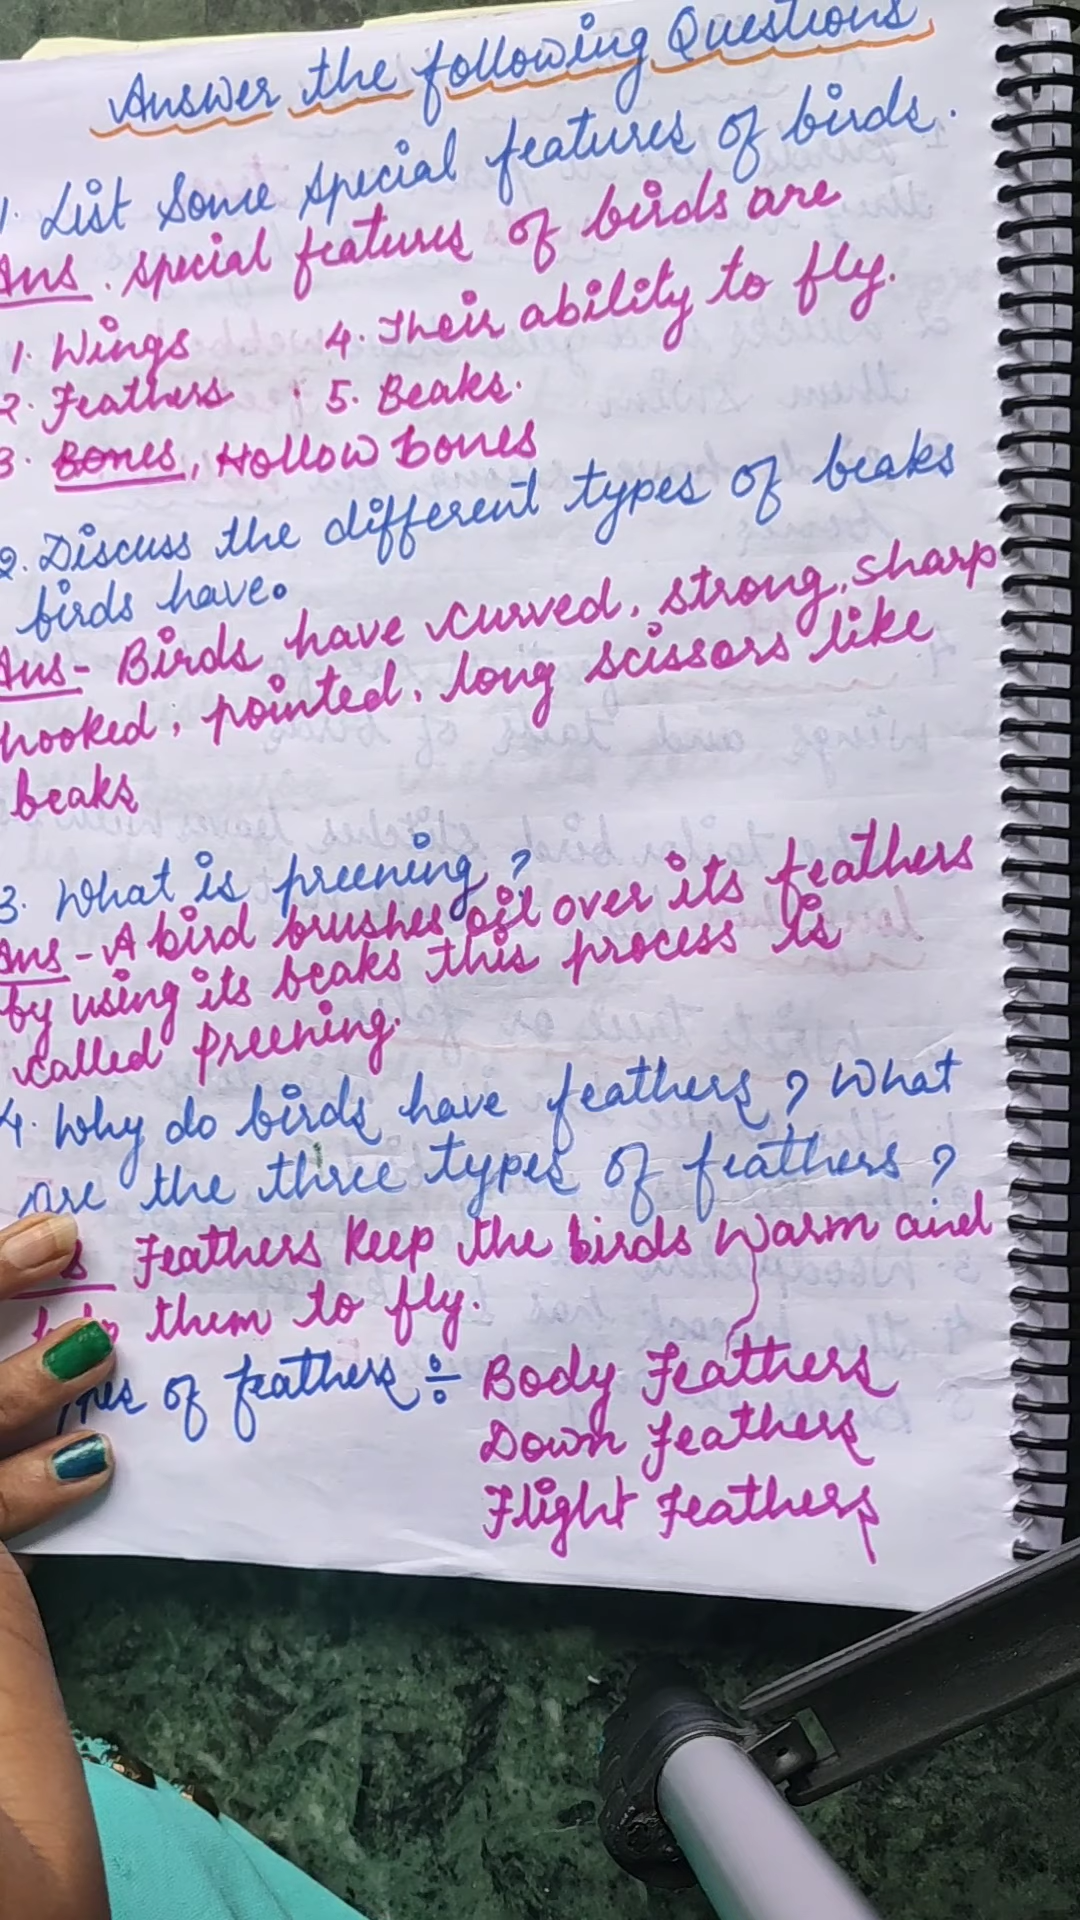 Answer the following Questions
1. List Some special features of birds.
Ans. special features of birds are
1. Wings 4. Their ability to fly.
2. Feathers 5. Beaks.
3. Bones, Hollow bones
2. Discuss the different types of beaks
birds have.
Ans- Birds have curved, strong, sharp
hooked, pointed, long scissors like
beaks
3. What is preening?
Ans- A bird brushes oil over its feathers
by using its beaks this process is
called preening.
4. Why do birds have feathers? What
are the three types of feathers?
Feathers keep the birds warm and
them to fly.
of feathers ÷ Body Feathers
Down Feathers
Flight Feathers